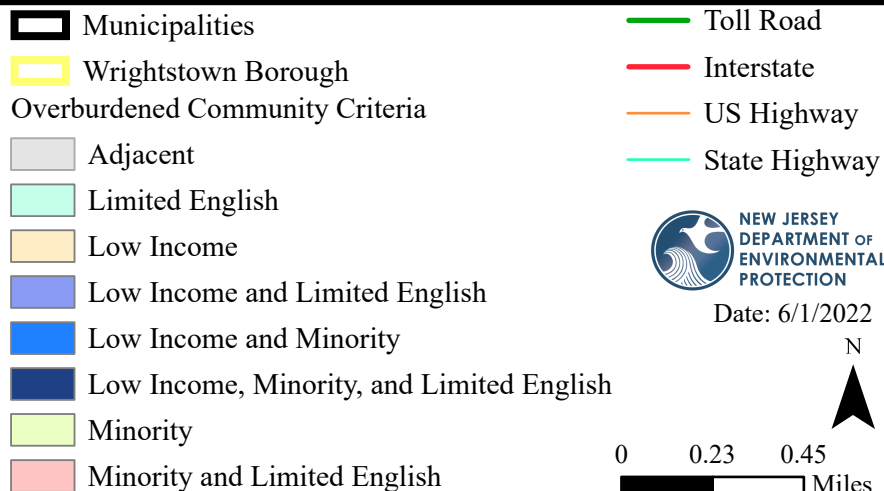 Municipalities
Wrightstown Borough
Overburdened Community Criteria
Adjacent
Limited English
Low Income
Low Income and Limited English
Low Income and Minority
Low Income, Minority, and Limited English
Minority
Minority and Limited English
Toll Road
Interstate
US Highway
State Highway
NEW JERSEY
DEPARTMENT OF
ENVIRONMENTAL
PROTECTION
Date: 6/1/2022
N
0 0.23 0.45
Miles